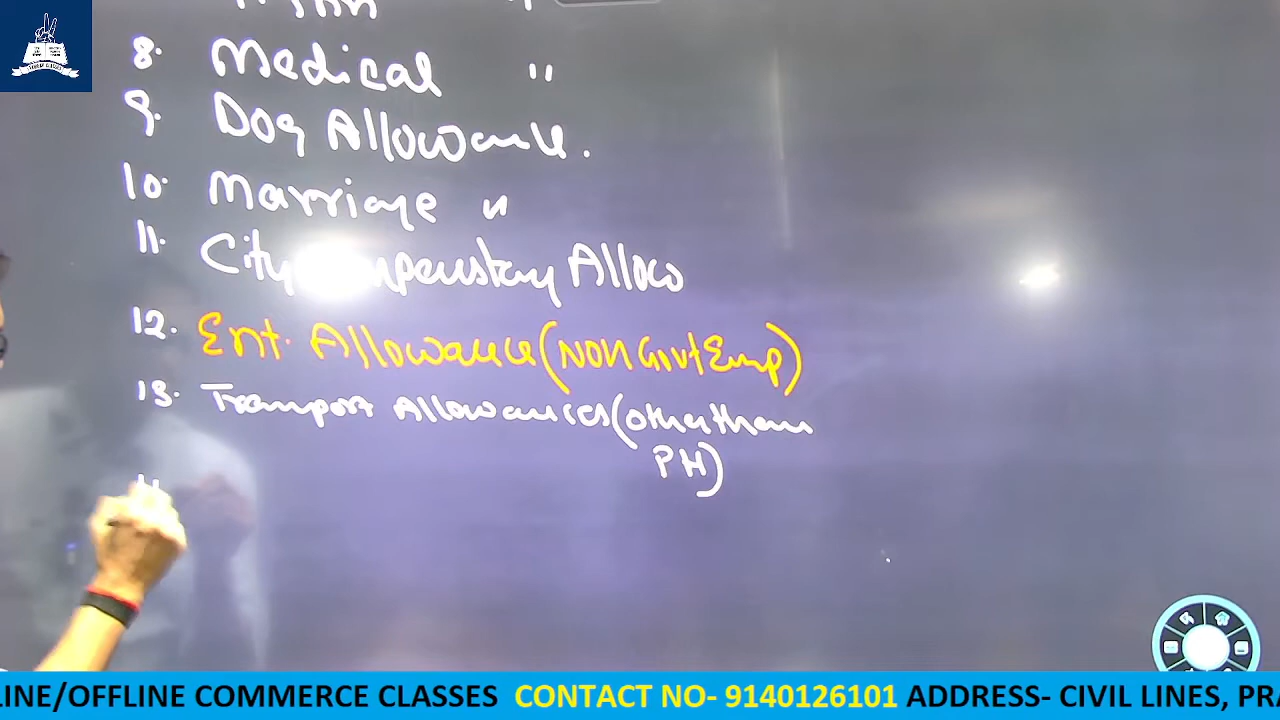 8. Medical "
9. Dog Allowance.
10. Marriage "
11. City Allow
12. Ent. Allowance (NON Govt Emp)
13. Transport Allowances (other than
PH)
LINE/OFFLINE COMMERCE CLASSES CONTACT NO- 9140126101 ADDRESS- CIVIL LINES, PRA